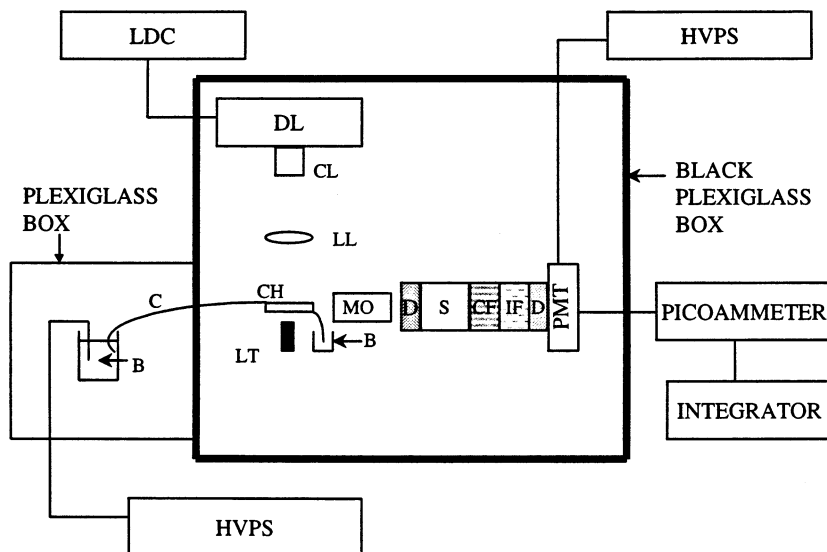 LDC
HVPS
DL
CL
PLEXIGLASS
BOX
BLACK
PLEXIGLASS
BOX
LL
C
CH
MO
D
S
CF
IF
D
PMT
PICOAMMETER
B
LT
B
INTEGRATOR
HVPS